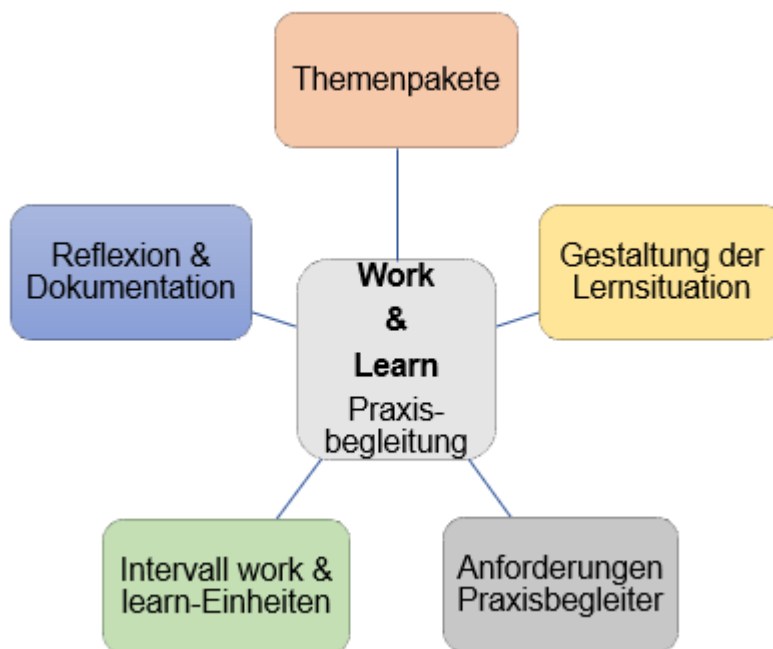 Themenpakete
Reflexion &
Dokumentation
Gestaltung der
Lernsituation
Work
&
Learn
Praxis-
begleitung
Intervall work &
learn-Einheiten
Anforderungen
Praxisbegleiter